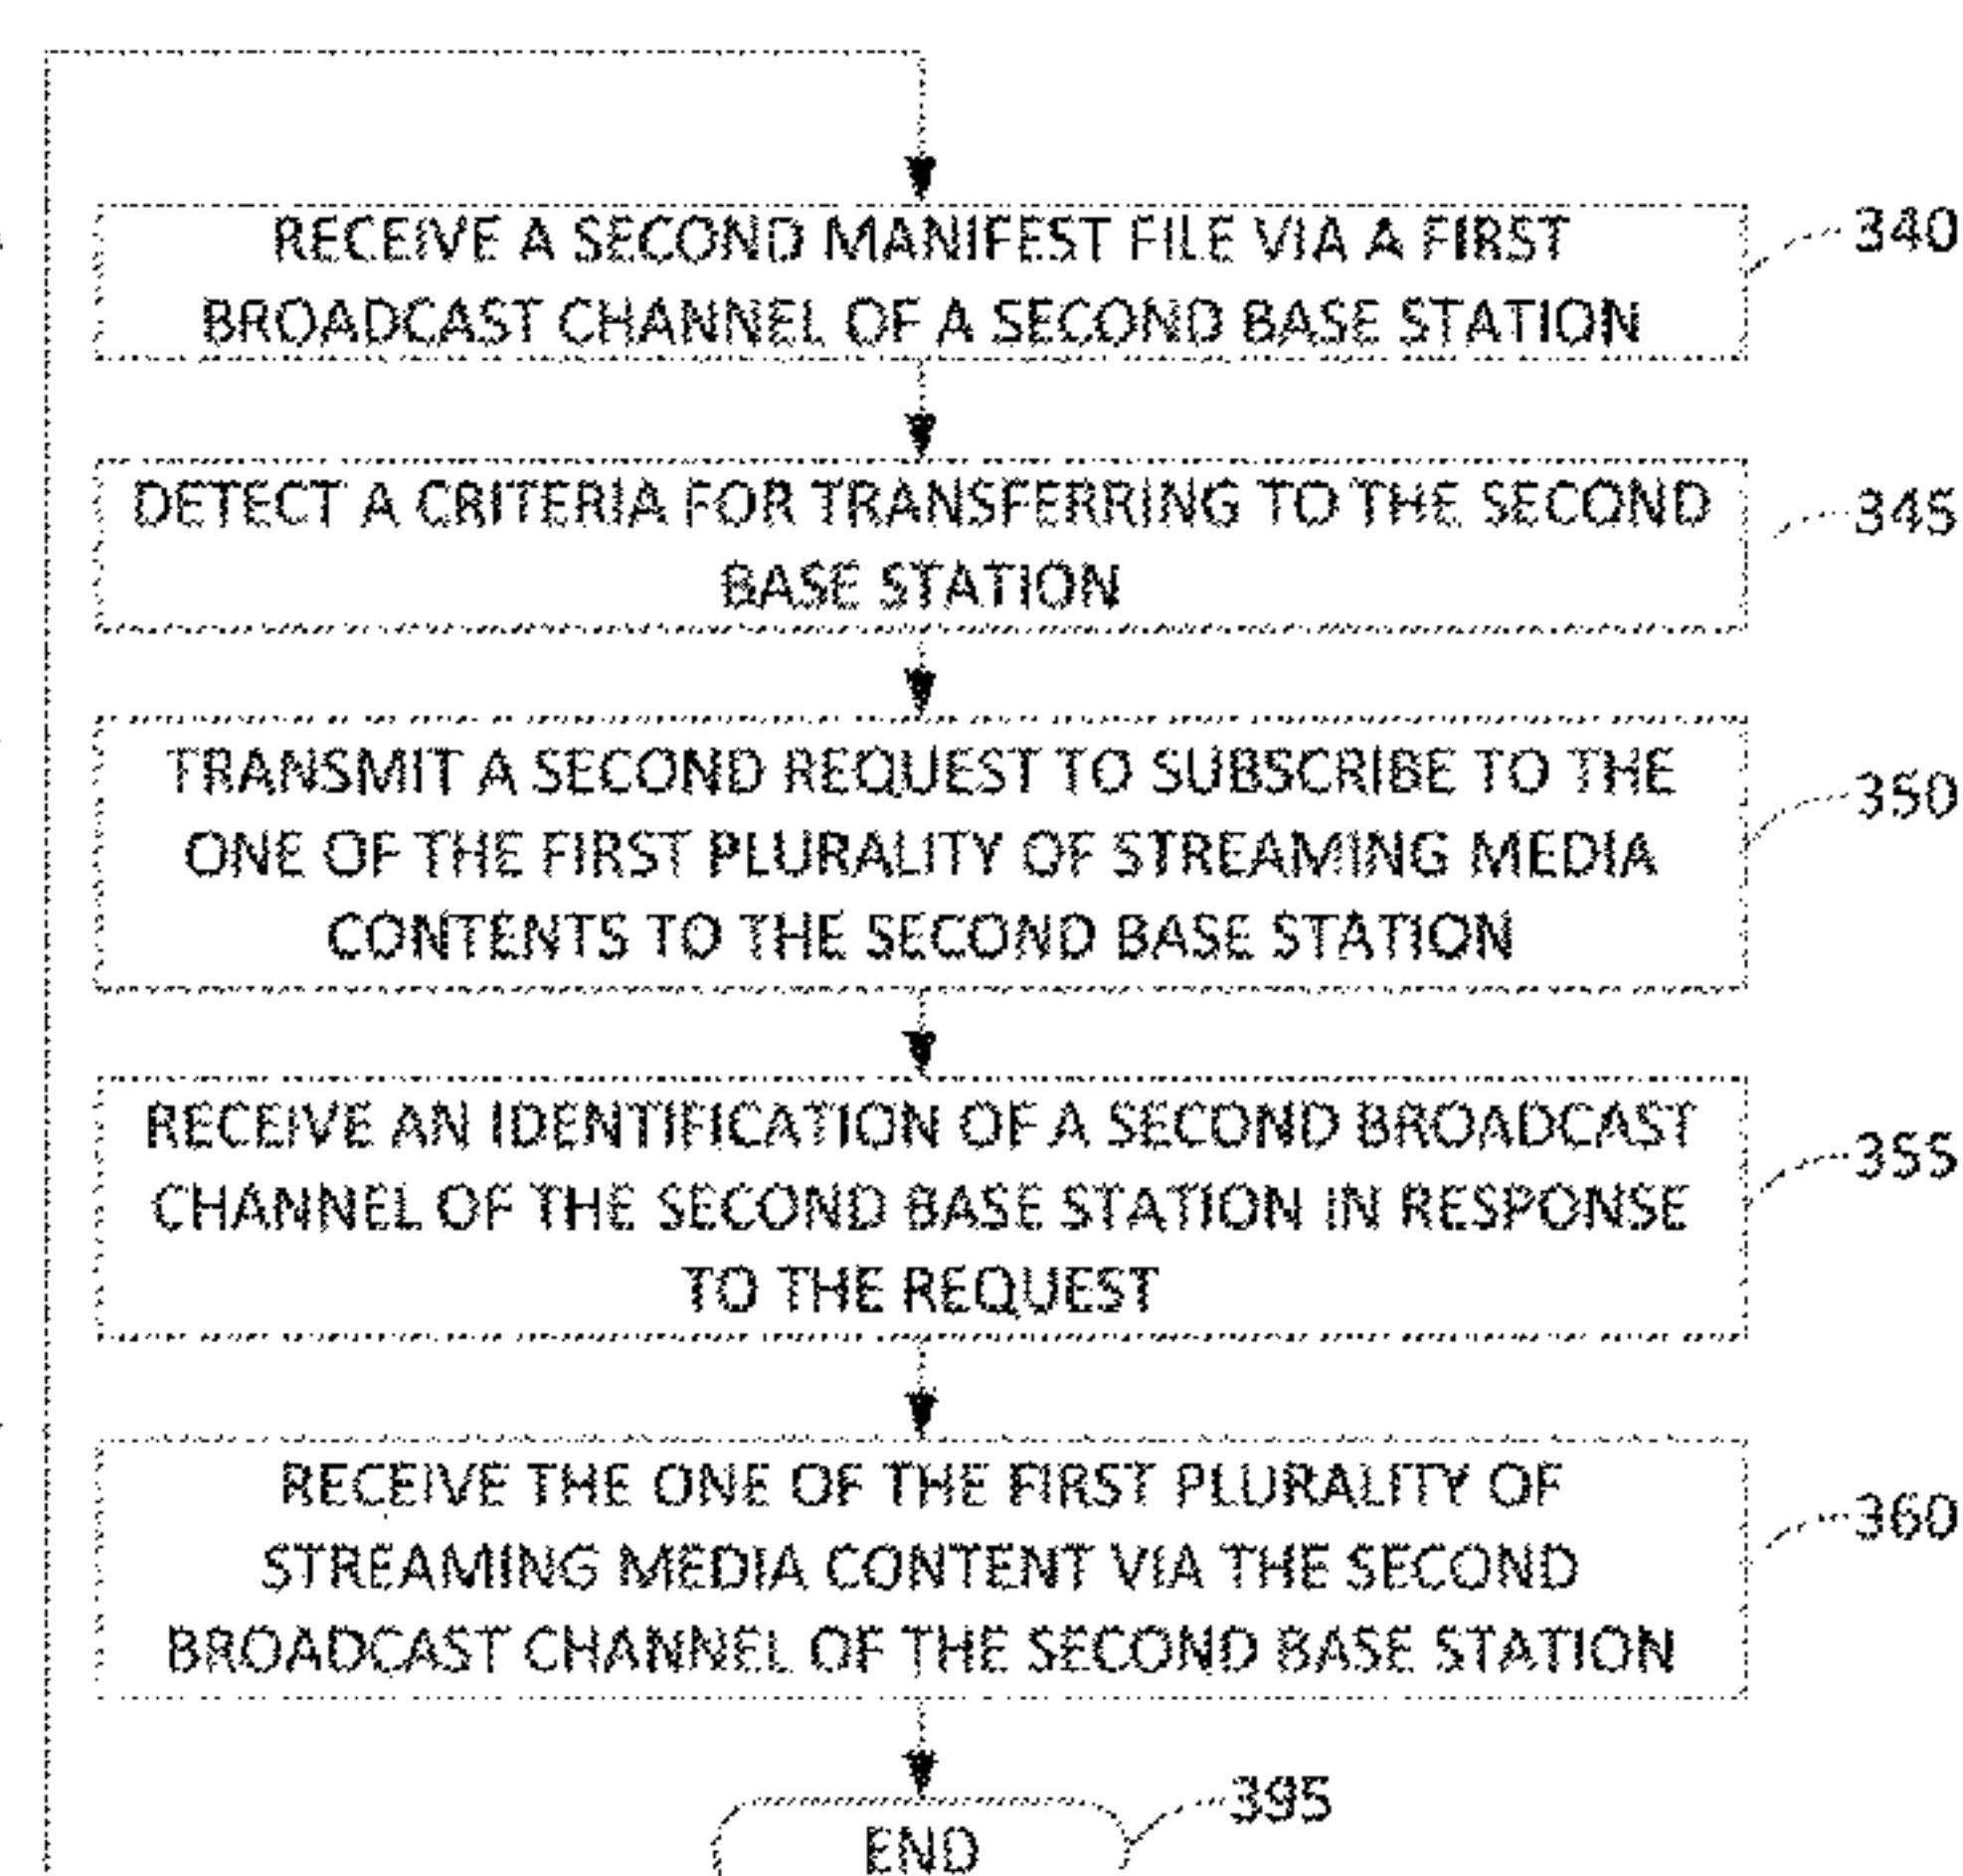 RECEIVE A SECOND MANIFEST FILE VIA A FIRST
BROADCAST CHANNEL OF A SECOND BASE STATION
340
DETECT A CRITERIA FOR TRANSFERRING TO THE SECOND
BASE STATION
345
TRANSMIT A SECOND REQUEST TO SUBSCRIBE TO THE
ONE OF THE FIRST PLURALITY OF STREAMING MEDIA
CONTENTS TO THE SECOND BASE STATION
350
RECEIVE AN IDENTIFICATION OF A SECOND BROADCAST
CHANNEL OF THE SECOND BASE STATION IN RESPONSE
TO THE REQUEST
355
RECEIVE THE ONE OF THE FIRST PLURALITY OF
STREAMING MEDIA CONTENT VIA THE SECOND
BROADCAST CHANNEL OF THE SECOND BASE STATION
360
END
395